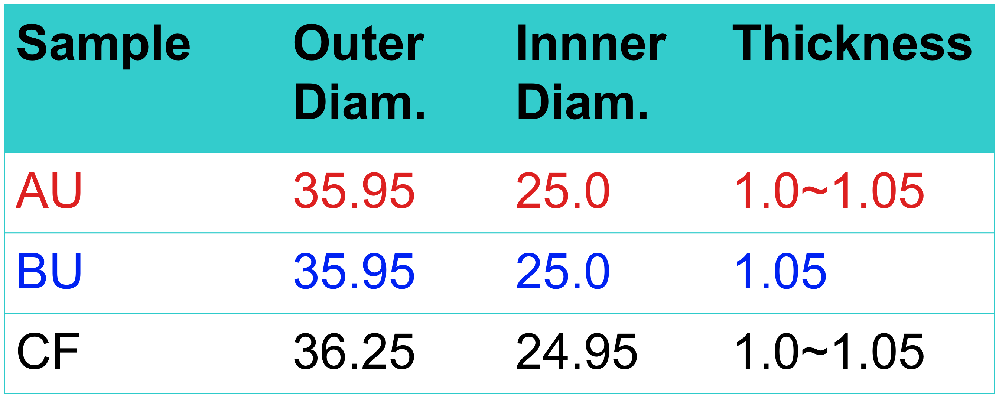 Sample Outer Innner Thickness
Diam. Diam.
AU 35.95 25.0 1.0~1.05
BU 35.95 25.0 1.05
CF 36.25 24.95 1.0~1.05